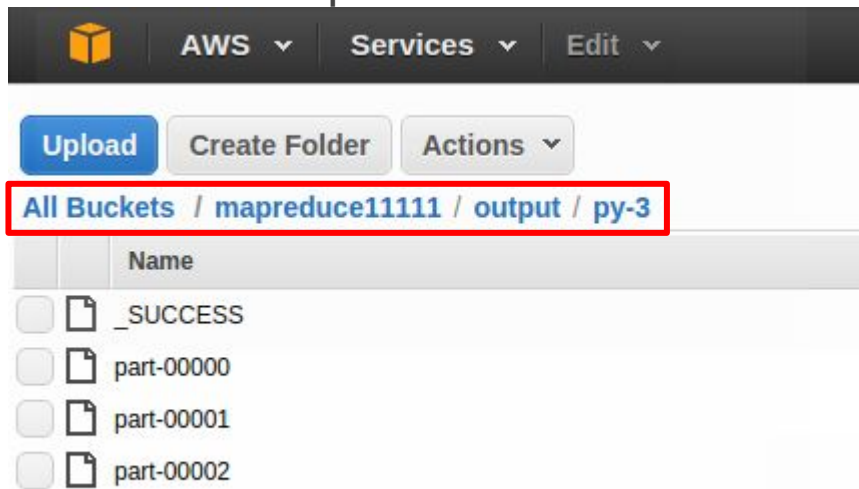 AWS Services Edit
Upload Create Folder Actions
All Buckets / mapreduce11111 / output / py-3
Name
_SUCCESS
part-00000
part-00001
part-00002